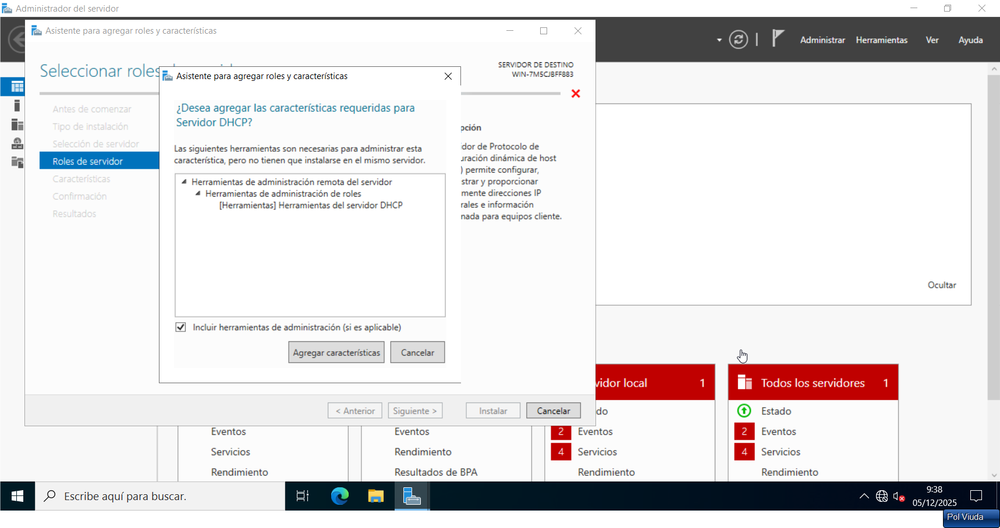 Administrador del servidor
Asistente para agregar roles y características
Administrar
Herramientas
Ver
Ayuda
Seleccionar roles
SERVIDOR DE DESTINO
WIN-7M5CJBFF883
Antes de comenzar
Tipo de instalación
Selección de servidor
Roles de servidor
Características
Confirmación
Resultados
Asistente para agregar roles y características
¿Desea agregar las características requeridas para
Servidor DHCP?
Las siguientes herramientas son necesarias para administrar esta
característica, pero no tienen que instalarse en el mismo servidor.
Herramientas de administración remota del servidor
Herramientas de administración de roles
[Herramientas] Herramientas del servidor DHCP
Incluir herramientas de administración (si es aplicable)
Agregar características
Cancelar
pción
idor de Protocolo de
uración dinámica de host
) permite configurar,
strar y proporcionar
mente direcciones IP
rales e información
nada para equipos cliente.
< Anterior
Siguiente >
Instalar
Cancelar
Ocultar
vidor local 1
do
2 Eventos
4 Servicios
Rendimiento
Todos los servidores 1
Estado
2 Eventos
4 Servicios
Rendimiento
Eventos
Servicios
Rendimiento
Eventos
Rendimiento
Resultados de BPA
Escribe aquí para buscar.
9:38
05/12/2025
Pol Viuda